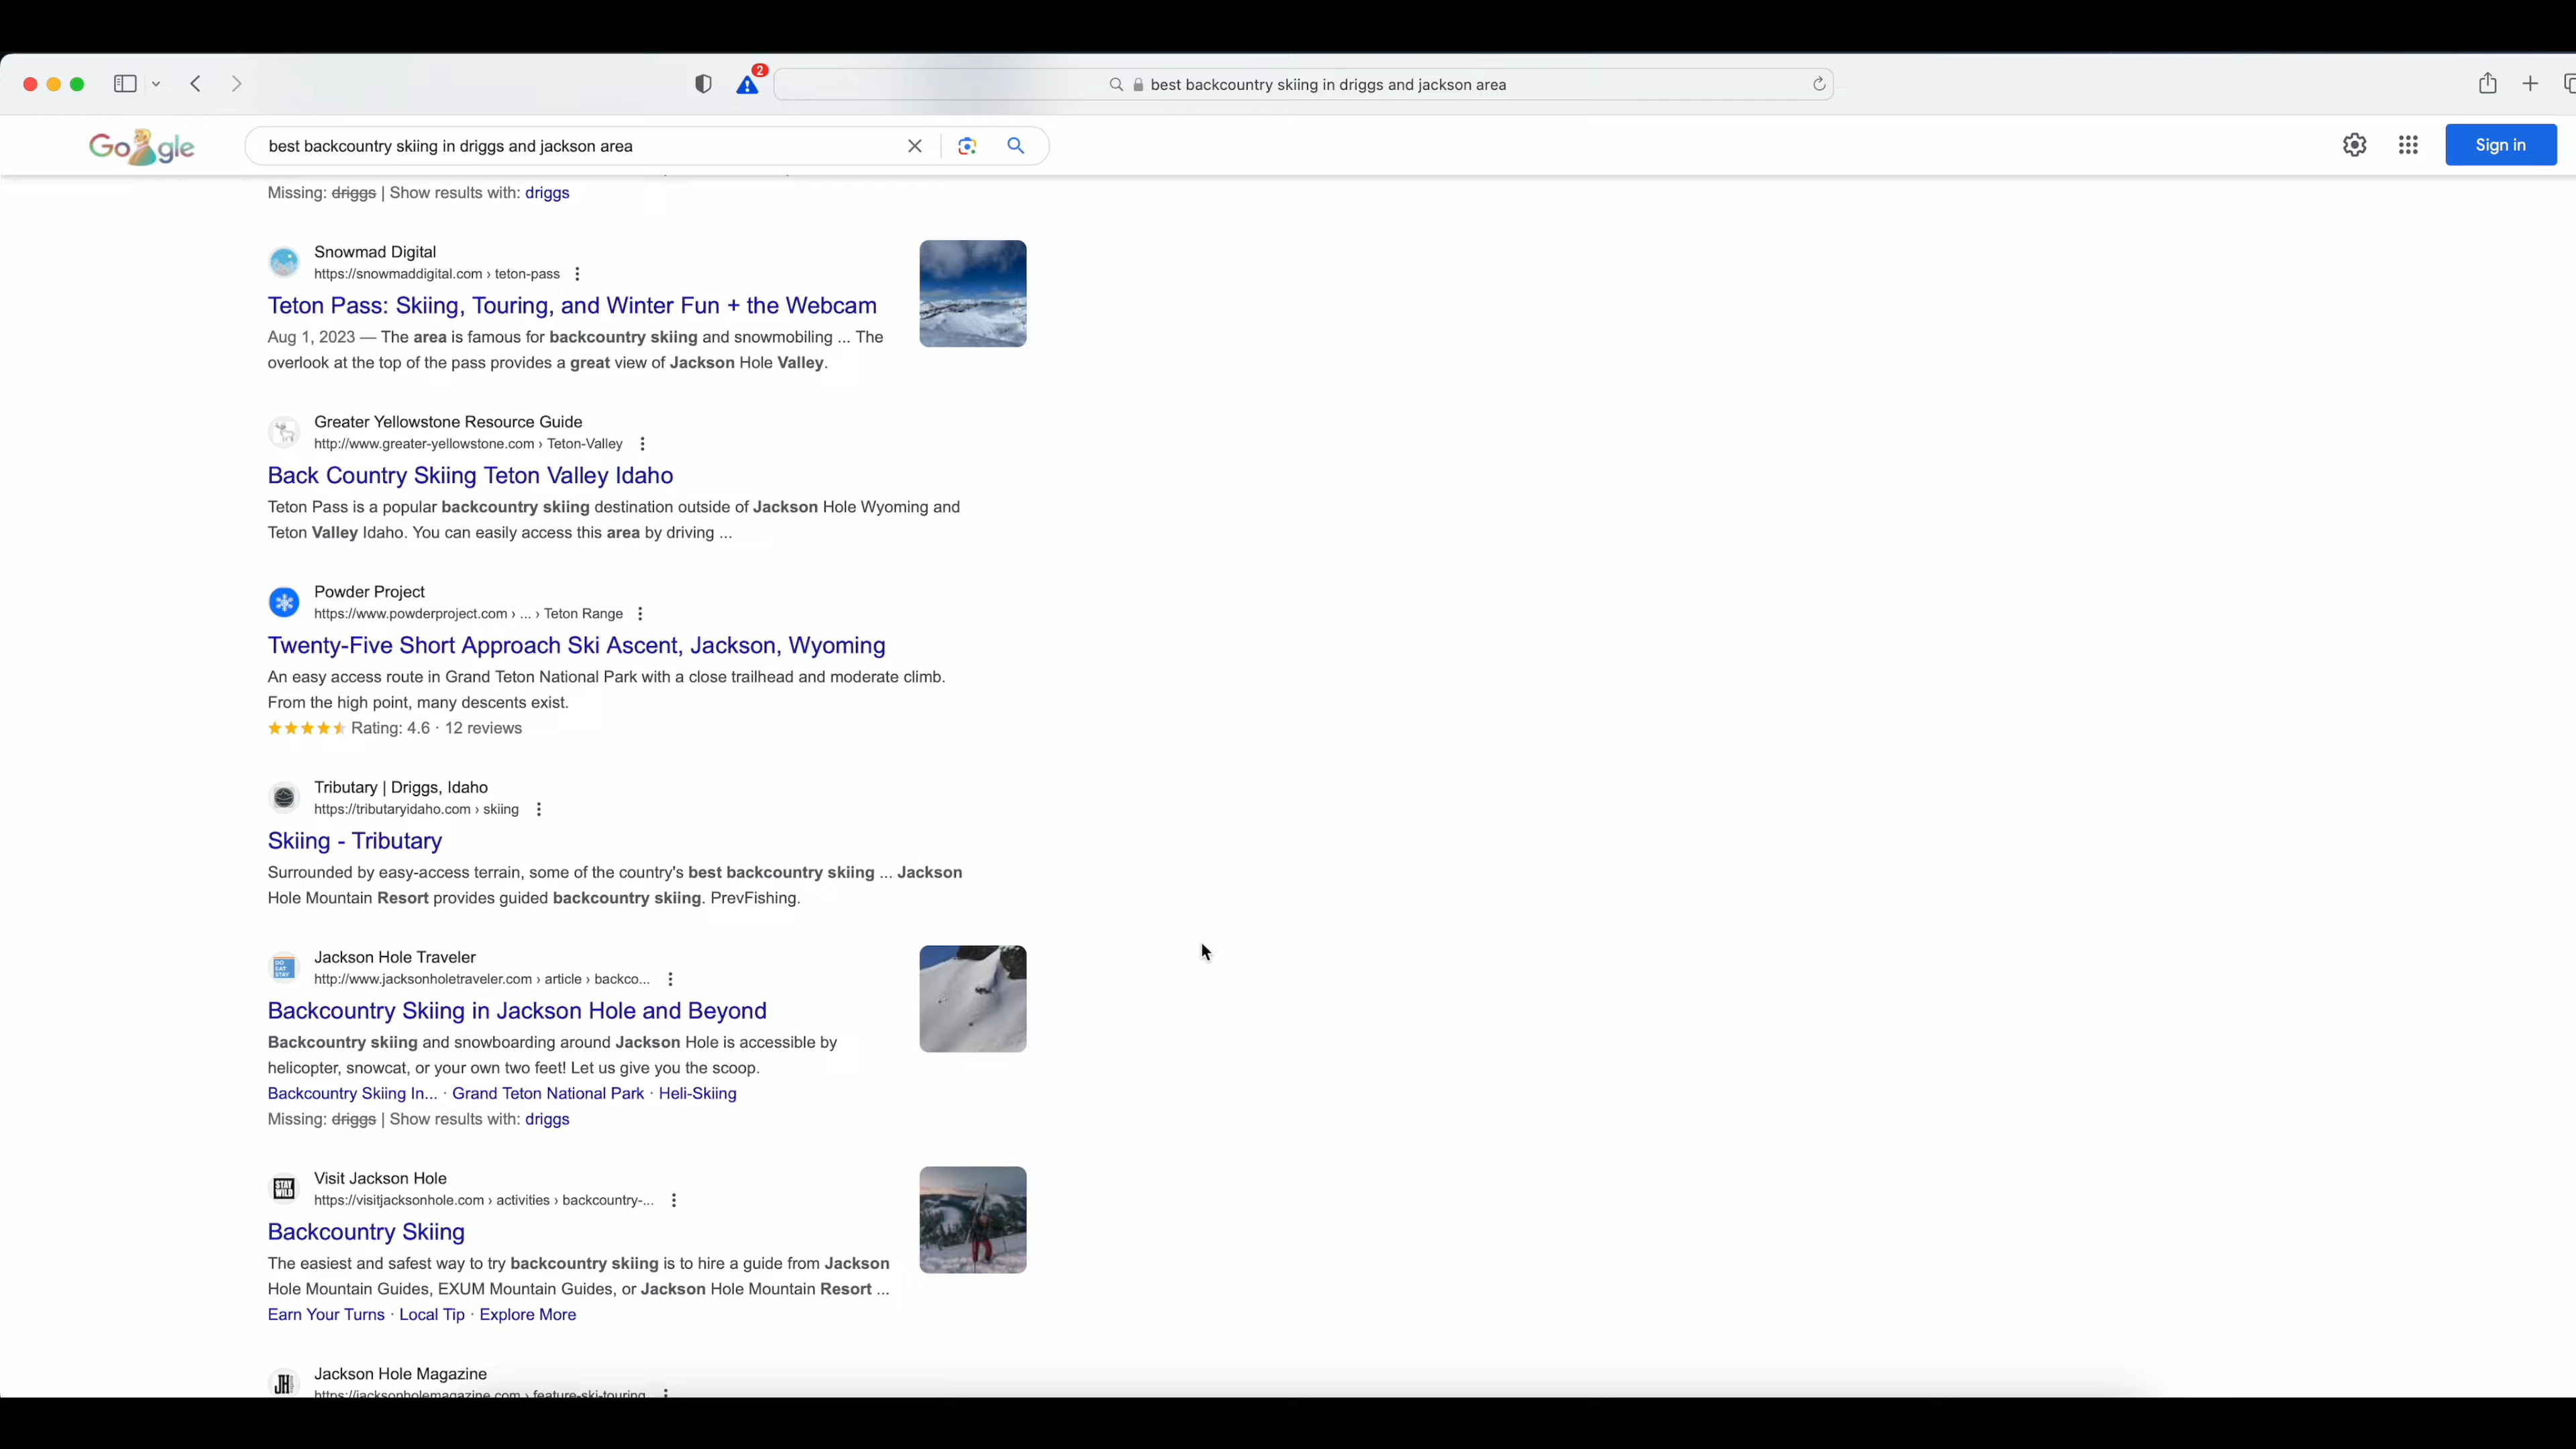 2
best backcountry skiing in driggs and jackson area
Google
best backcountry skiing in driggs and jackson area
Sign in
Missing: driggs | Show results with: driggs
Snowmad Digital
https://snowmaddigital.com › teton-pass
Teton Pass: Skiing, Touring, and Winter Fun + the Webcam
Aug 1, 2023 — The area is famous for backcountry skiing and snowmobiling ... The
overlook at the top of the pass provides a great view of Jackson Hole Valley.
Greater Yellowstone Resource Guide
http://www.greater-yellowstone.com › Teton-Valley
Back Country Skiing Teton Valley Idaho
Teton Pass is a popular backcountry skiing destination outside of Jackson Hole Wyoming and
Teton Valley Idaho. You can easily access this area by driving ...
Powder Project
https://www.powderproject.com › ... › Teton Range
Twenty-Five Short Approach Ski Ascent, Jackson, Wyoming
An easy access route in Grand Teton National Park with a close trailhead and moderate climb.
From the high point, many descents exist.
Rating: 4.6 · 12 reviews
Tributary | Driggs, Idaho
https://tributaryidaho.com › skiing
Skiing - Tributary
Surrounded by easy-access terrain, some of the country's best backcountry skiing ... Jackson
Hole Mountain Resort provides guided backcountry skiing. PrevFishing.
DO EAT STAY
Jackson Hole Traveler
http://www.jacksonholetraveler.com › article › backco...
Backcountry Skiing in Jackson Hole and Beyond
Backcountry skiing and snowboarding around Jackson Hole is accessible by
helicopter, snowcat, or your own two feet! Let us give you the scoop.
Backcountry Skiing In... · Grand Teton National Park · Heli-Skiing
Missing: driggs | Show results with: driggs
STAY WILD
Visit Jackson Hole
https://visitjacksonhole.com › activities › backcountry-...
Backcountry Skiing
The easiest and safest way to try backcountry skiing is to hire a guide from Jackson
Hole Mountain Guides, EXUM Mountain Guides, or Jackson Hole Mountain Resort ...
Earn Your Turns · Local Tip · Explore More
JH
Jackson Hole Magazine
https://jacksonholemagazine.com › feature-ski-touring